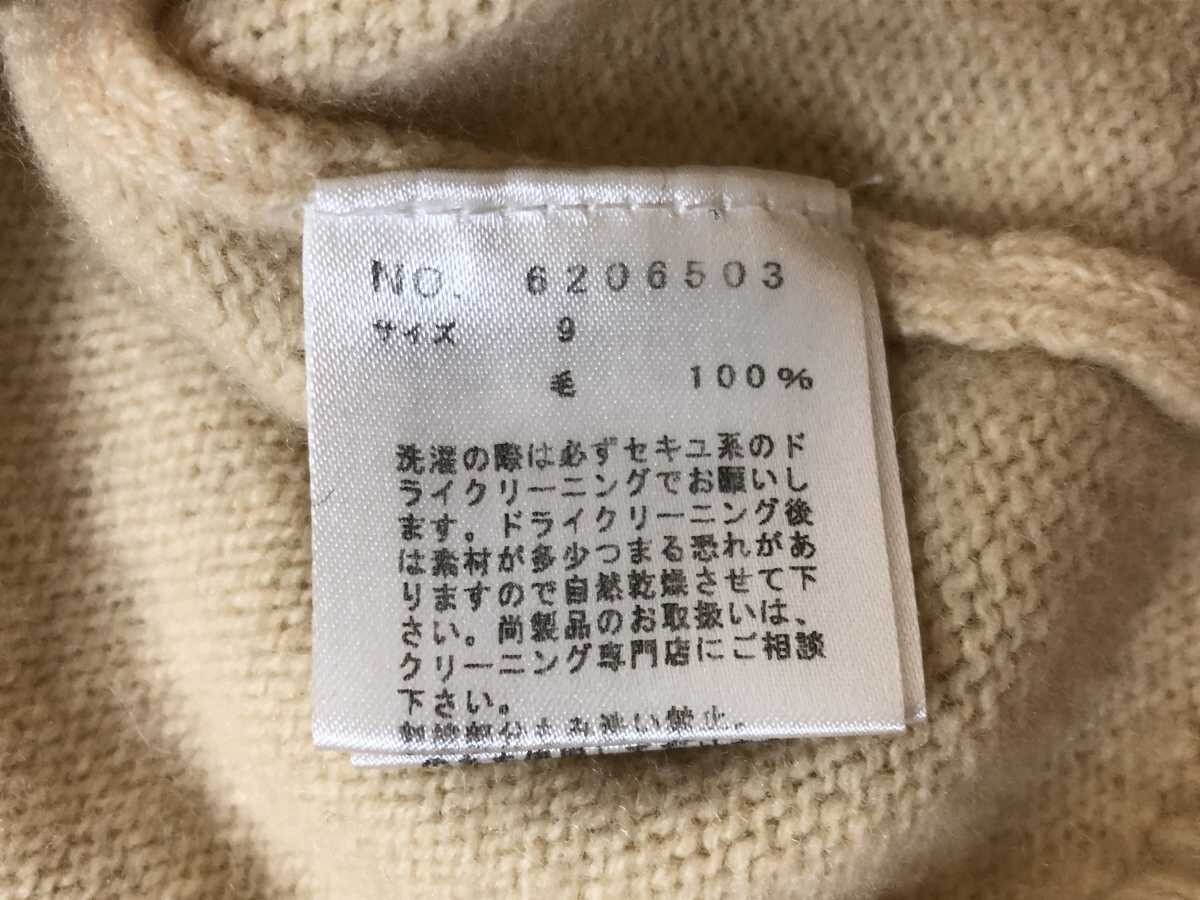 NO. 6206503
サイズ 9
毛 100%
洗濯の際は必ずセキユ系のド
ライクリーニングでお願いし
ます。ドライクリーニング後
は素材が多少つまる恐れがあ
りますので自然乾燥させて下
さい。尚製品のお取扱いは、
クリーニング専門店にご相談
下さい。
洗い禁止。